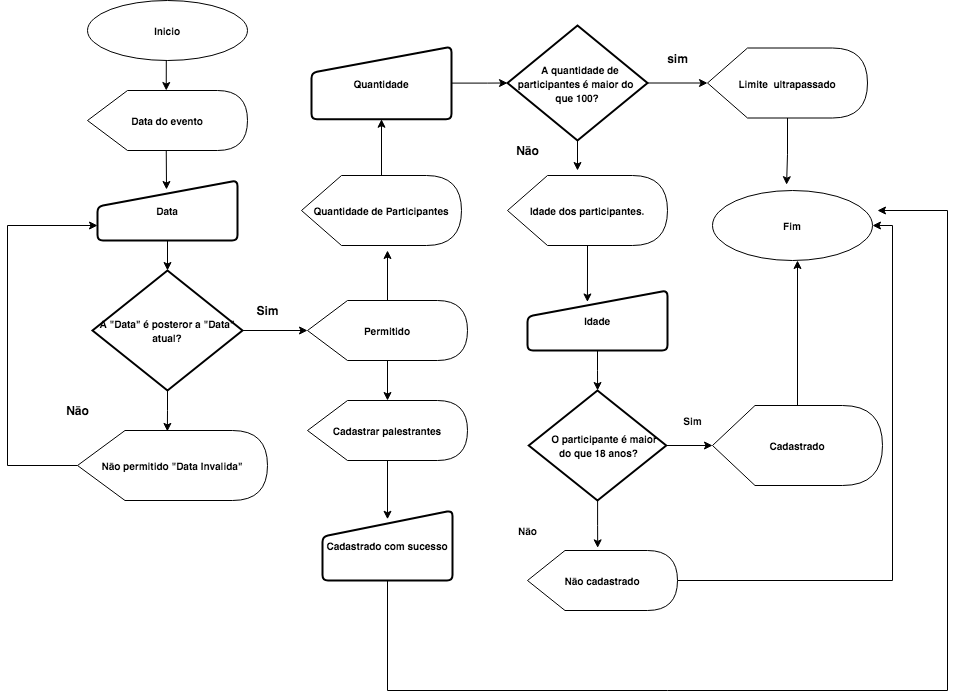 Inicio
Data do evento
Data
A "Data" é posteror a "Data"
atual?
Sim
Não
Não permitido "Data Invalida"
Permitido
Quantidade de Participantes
Quantidade
Cadastrar palestrantes
Cadastrado com sucesso
A quantidade de
participantes é maior do
que 100?
sim
Limite ultrapassado
Não
Idade dos participantes.
Idade
O participante é maior
do que 18 anos?
Sim
Cadastrado
Não
Não cadastrado
Fim